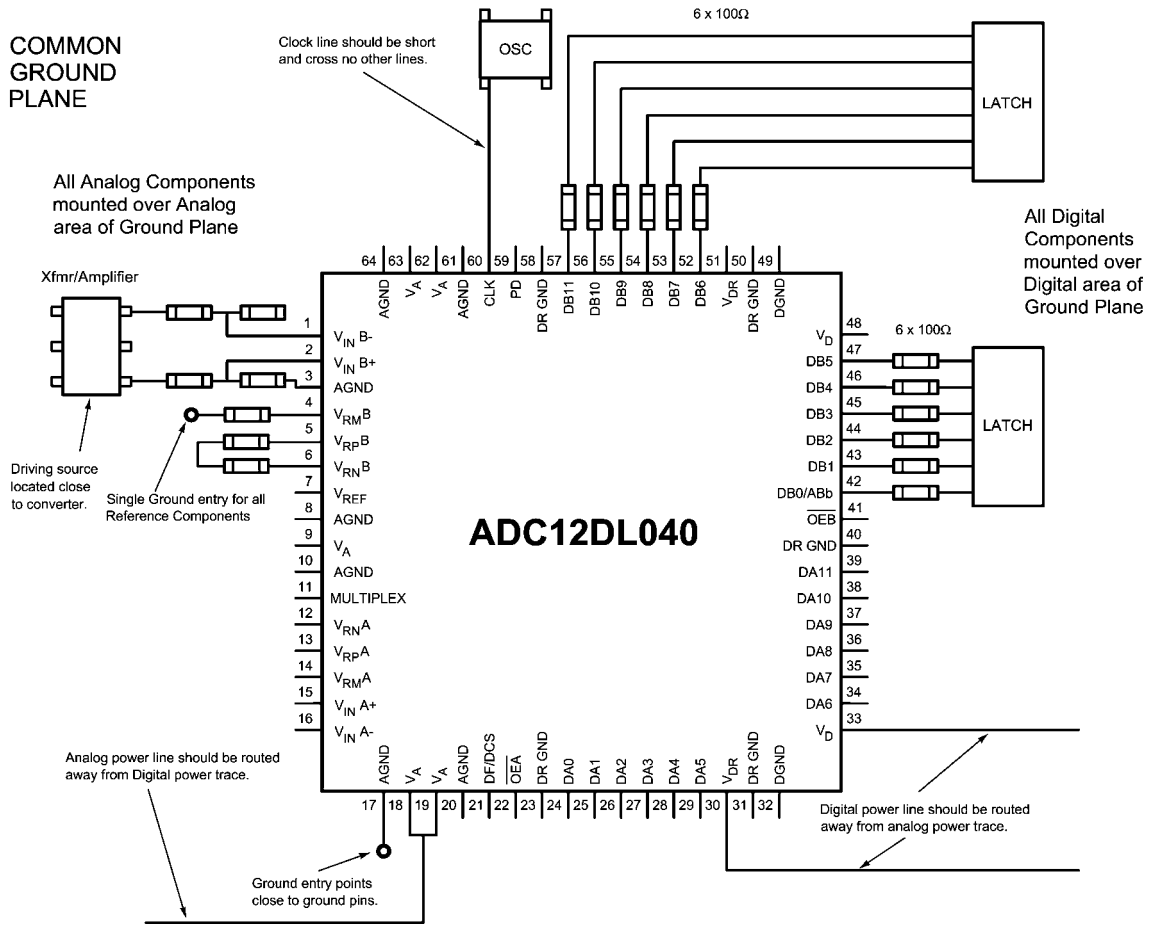 COMMON
GROUND
PLANE
Clock line should be short
and cross no other lines.
OSC
6 x 100Ω
LATCH
All Analog Components
mounted over Analog
area of Ground Plane
All Digital
Components
mounted over
Digital area of
Ground Plane
Xfmr/Amplifier
64 63 62 61 60 59 58 57 56 55 54 53 52 51 50 49
AGND
VA
VA
AGND
CLK
PD
DR GND
DB11
DB10
DB9
DB8
DB7
DB6
VDR
DR GND
DGND
1 VIN B-
2 VIN B+
3 AGND
4 VRMB
5 VRPB
6 VRNB
7 VREF
8 AGND
9 VA
10 AGND
11 MULTIPLEX
12 VRNA
13 VRPA
14 VRMA
15 VIN A+
16 VIN A-
Driving source
located close
to converter.
Single Ground entry for all
Reference Components
ADC12DL040
6 x 100Ω
LATCH
VD 48
DB5 47
DB4 46
DB3 45
DB2 44
DB1 43
DB0/ABb 42
OEB 41
DR GND 40
DA11 39
DA10 38
DA9 37
DA8 36
DA7 35
DA6 34
VD 33
AGND
VA
VA
AGND
DF/DCS
OEA
DR GND
DA0
DA1
DA2
DA3
DA4
DA5
VDR
DR GND
DGND
17 18 19 20 21 22 23 24 25 26 27 28 29 30 31 32
Analog power line should be routed
away from Digital power trace.
Ground entry points
close to ground pins.
Digital power line should be routed
away from analog power trace.